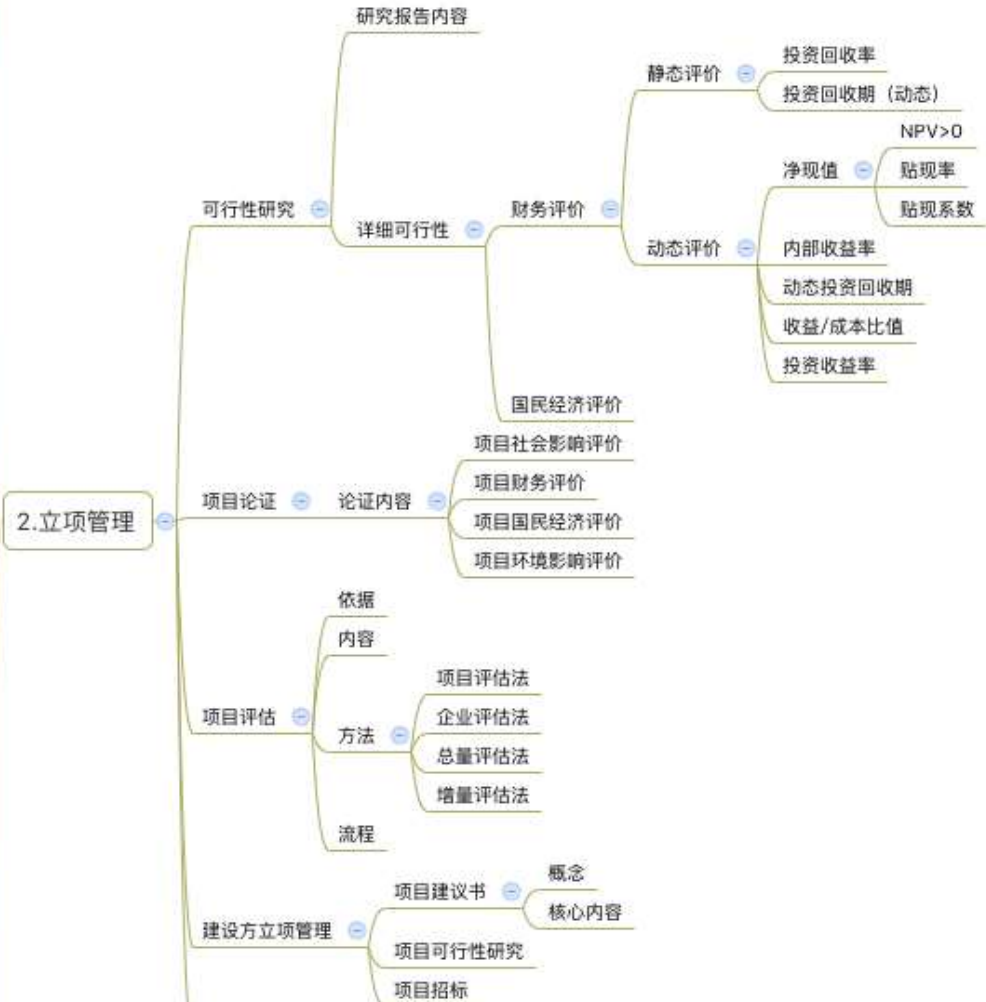 研究报告内容
投资回收率
静态评价
投资回收期（动态）
NPV>0
净现值
贴现率
可行性研究
财务评价
贴现系数
详细可行性
动态评价
内部收益率
动态投资回收期
收益/成本比值
投资收益率
国民经济评价
项目社会影响评价
项目财务评价
项目论证
论证内容
2.立项管理
项目国民经济评价
项目环境影响评价
依据
内容
项目评估法
项目评估
企业评估法
方法
总量评估法
增量评估法
流程
概念
项目建议书
核心内容
建设方立项管理
项目可行性研究
项目招标